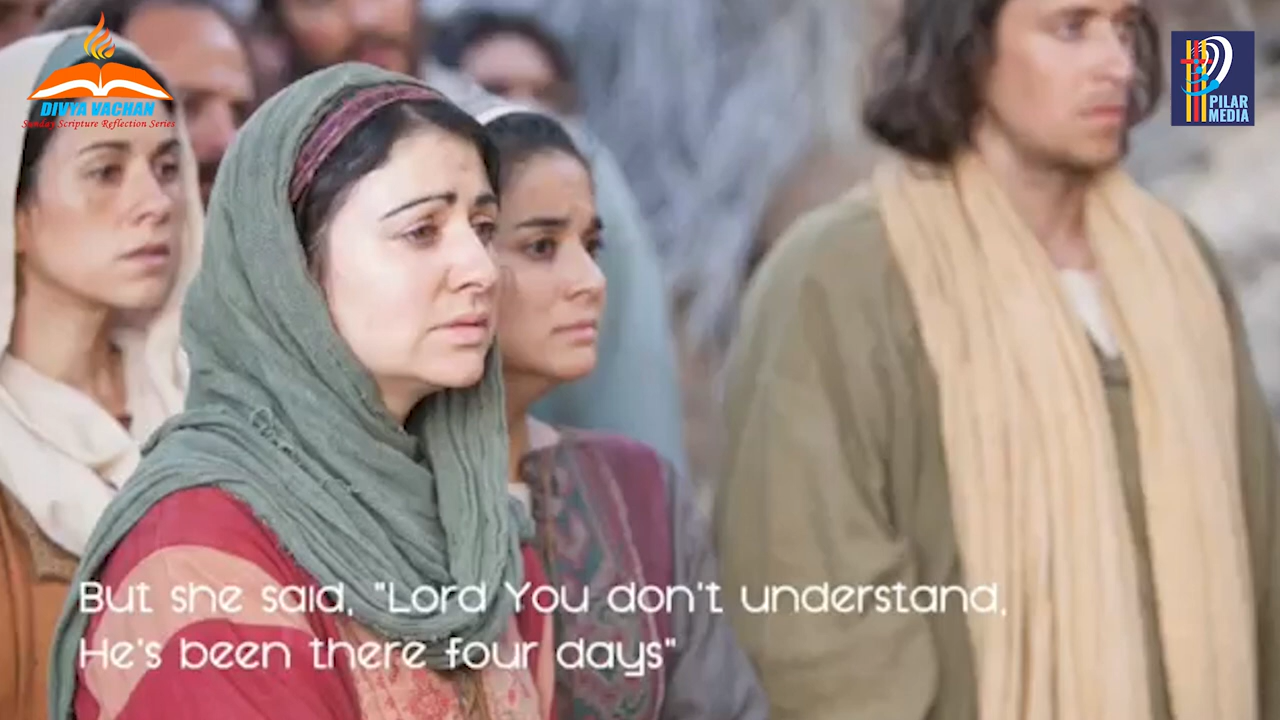 DIVYA VACHAN
Sunday Scripture Reflection Series
PILAR
MEDIA
But she said, "Lord You don't understand,
He's been there four days"